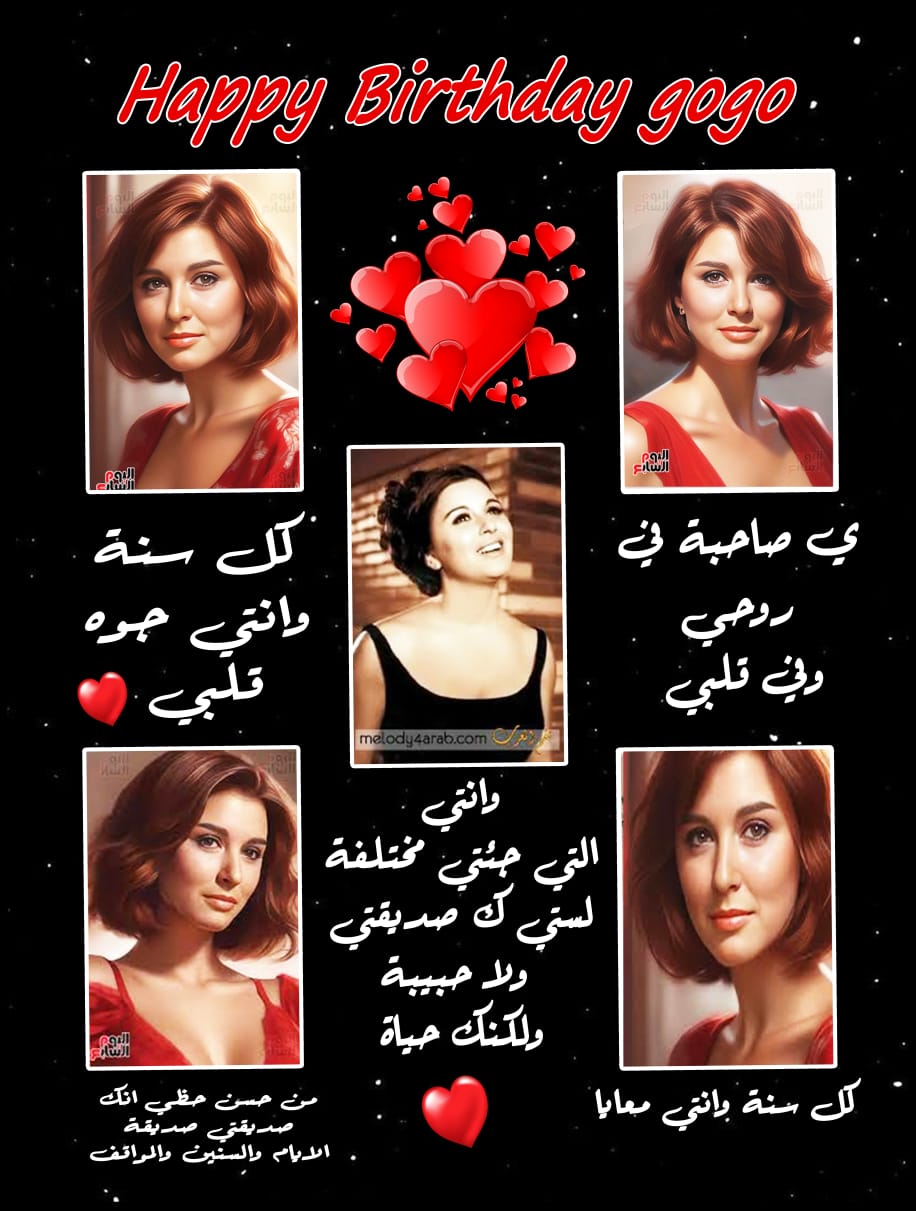 Happy Birthday gogo
اليوم السابع
اليوم السابع
كل سنة
وانتي جوه
قلبي
ي صاحبة في
روحي
وفي قلبي
melody4arab.com
وانتي
التي جئتي مختلفة
لستي ك صديقتي
ولا حبيبة
ولكنك حياة
اليوم السابع
من حسن حظي انك
صديقتي صديقة
الايام والسنين والمواقف
كل سنة وانتي معايا